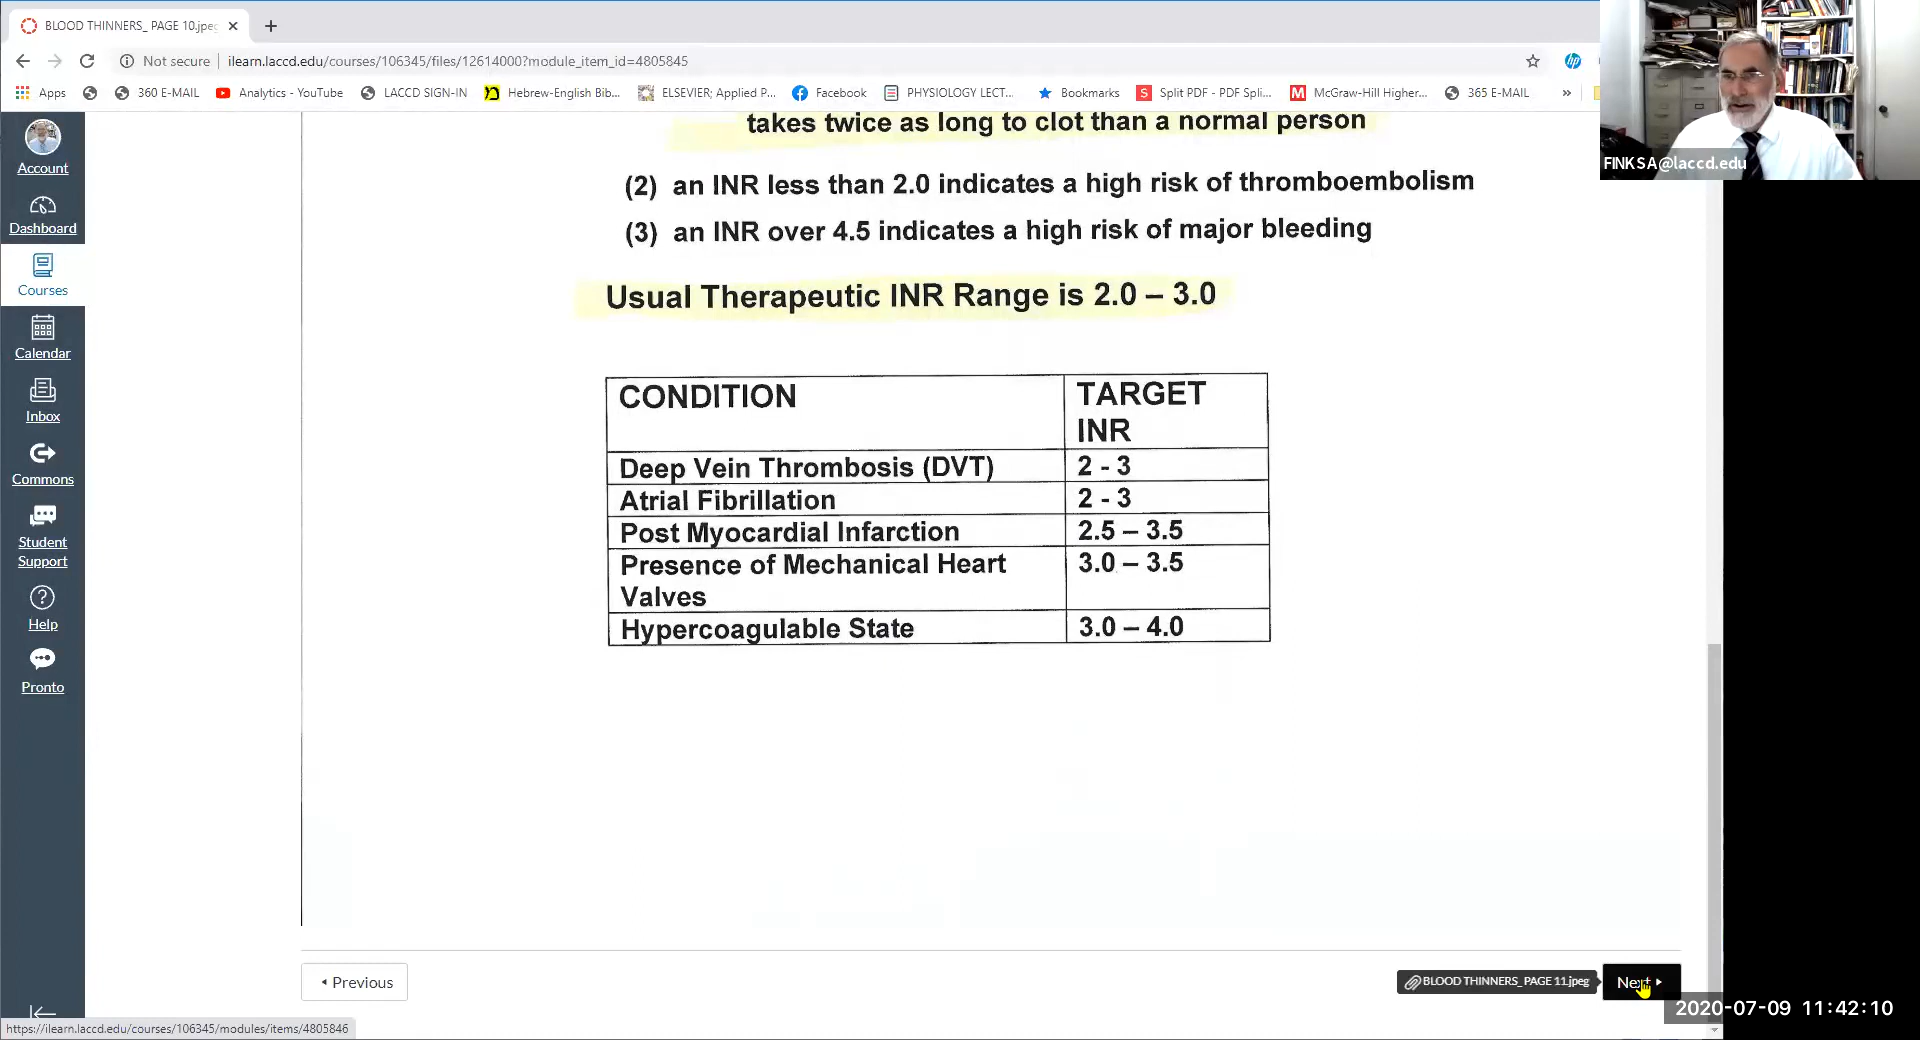 BLOOD THINNERS_ PAGE 10.jpeg
Not secure
ilearn.laccd.edu/courses/106345/files/12614000?module_item_id=4805845
Apps
360 E-MAIL
Analytics - YouTube
LACCD SIGN-IN
Hebrew-English Bib...
ELSEVIER; Applied P...
Facebook
PHYSIOLOGY LECT...
Bookmarks
Split PDF - PDF Spli...
McGraw-Hill Higher...
365 E-MAIL
FINKSA@laccd.edu
Account
Dashboard
Courses
Calendar
Inbox
Commons
Student
Support
Help
Pronto
takes twice as long to clot than a normal person
(2) an INR less than 2.0 indicates a high risk of thromboembolism
(3) an INR over 4.5 indicates a high risk of major bleeding
Usual Therapeutic INR Range is 2.0 – 3.0
CONDITION
TARGET
INR
Deep Vein Thrombosis (DVT) 2 - 3
Atrial Fibrillation 2 - 3
Post Myocardial Infarction 2.5 – 3.5
Presence of Mechanical Heart 3.0 – 3.5
Valves
Hypercoagulable State 3.0 – 4.0
Previous
BLOOD THINNERS_ PAGE 11.jpeg
Next
2020-07-09 11:42:10
https://ilearn.laccd.edu/courses/106345/modules/items/4805846